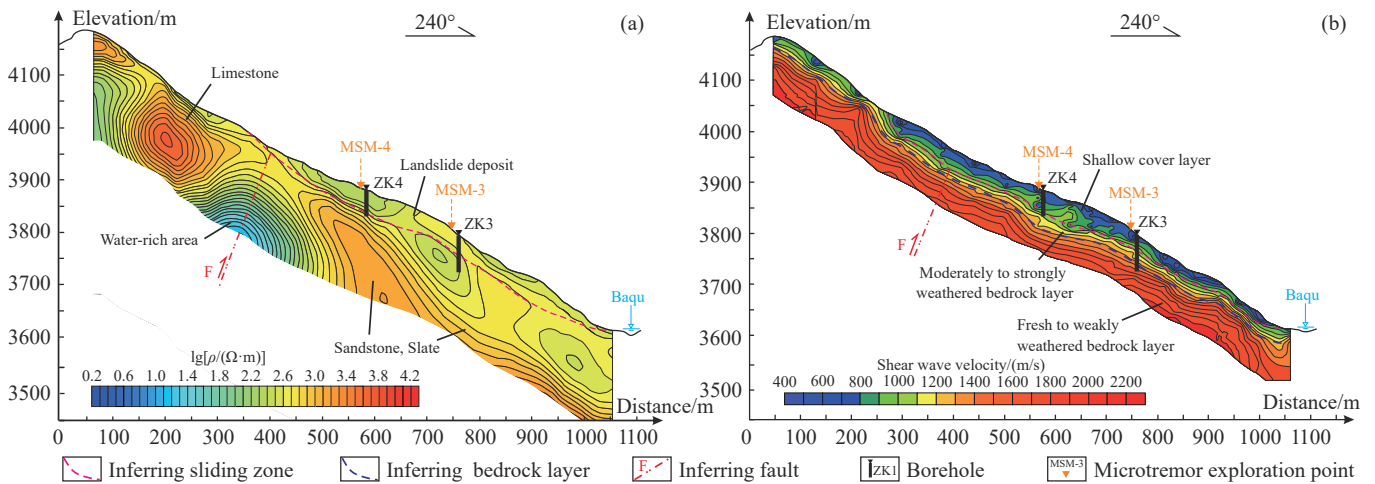 Elevation/m
240°
(a)
4100
4000
3900
3800
3700
3600
3500
Limestone
MSM-4
ZK4
Landslide deposit
MSM-3
ZK3
Water-rich area
F
Baqu
Sandstone, Slate
lg[ρ/(Ω·m)]
0.2 0.6 1.0 1.4 1.8 2.2 2.6 3.0 3.4 3.8 4.2
Distance/m
0 100 200 300 400 500 600 700 800 900 1000 1100
Elevation/m
240°
(b)
4100
4000
3900
3800
3700
3600
3500
MSM-4
ZK4
Shallow cover layer
MSM-3
ZK3
F
Moderately to strongly
weathered bedrock layer
Baqu
Fresh to weakly
weathered bedrock layer
Shear wave velocity/(m/s)
400 600 800 1000 1200 1400 1600 1800 2000 2200
Distance/m
0 100 200 300 400 500 600 700 800 900 1000 1100
Inferring sliding zone
Inferring bedrock layer
F
Inferring fault
ZK1
Borehole
MSM-3
Microtremor exploration point